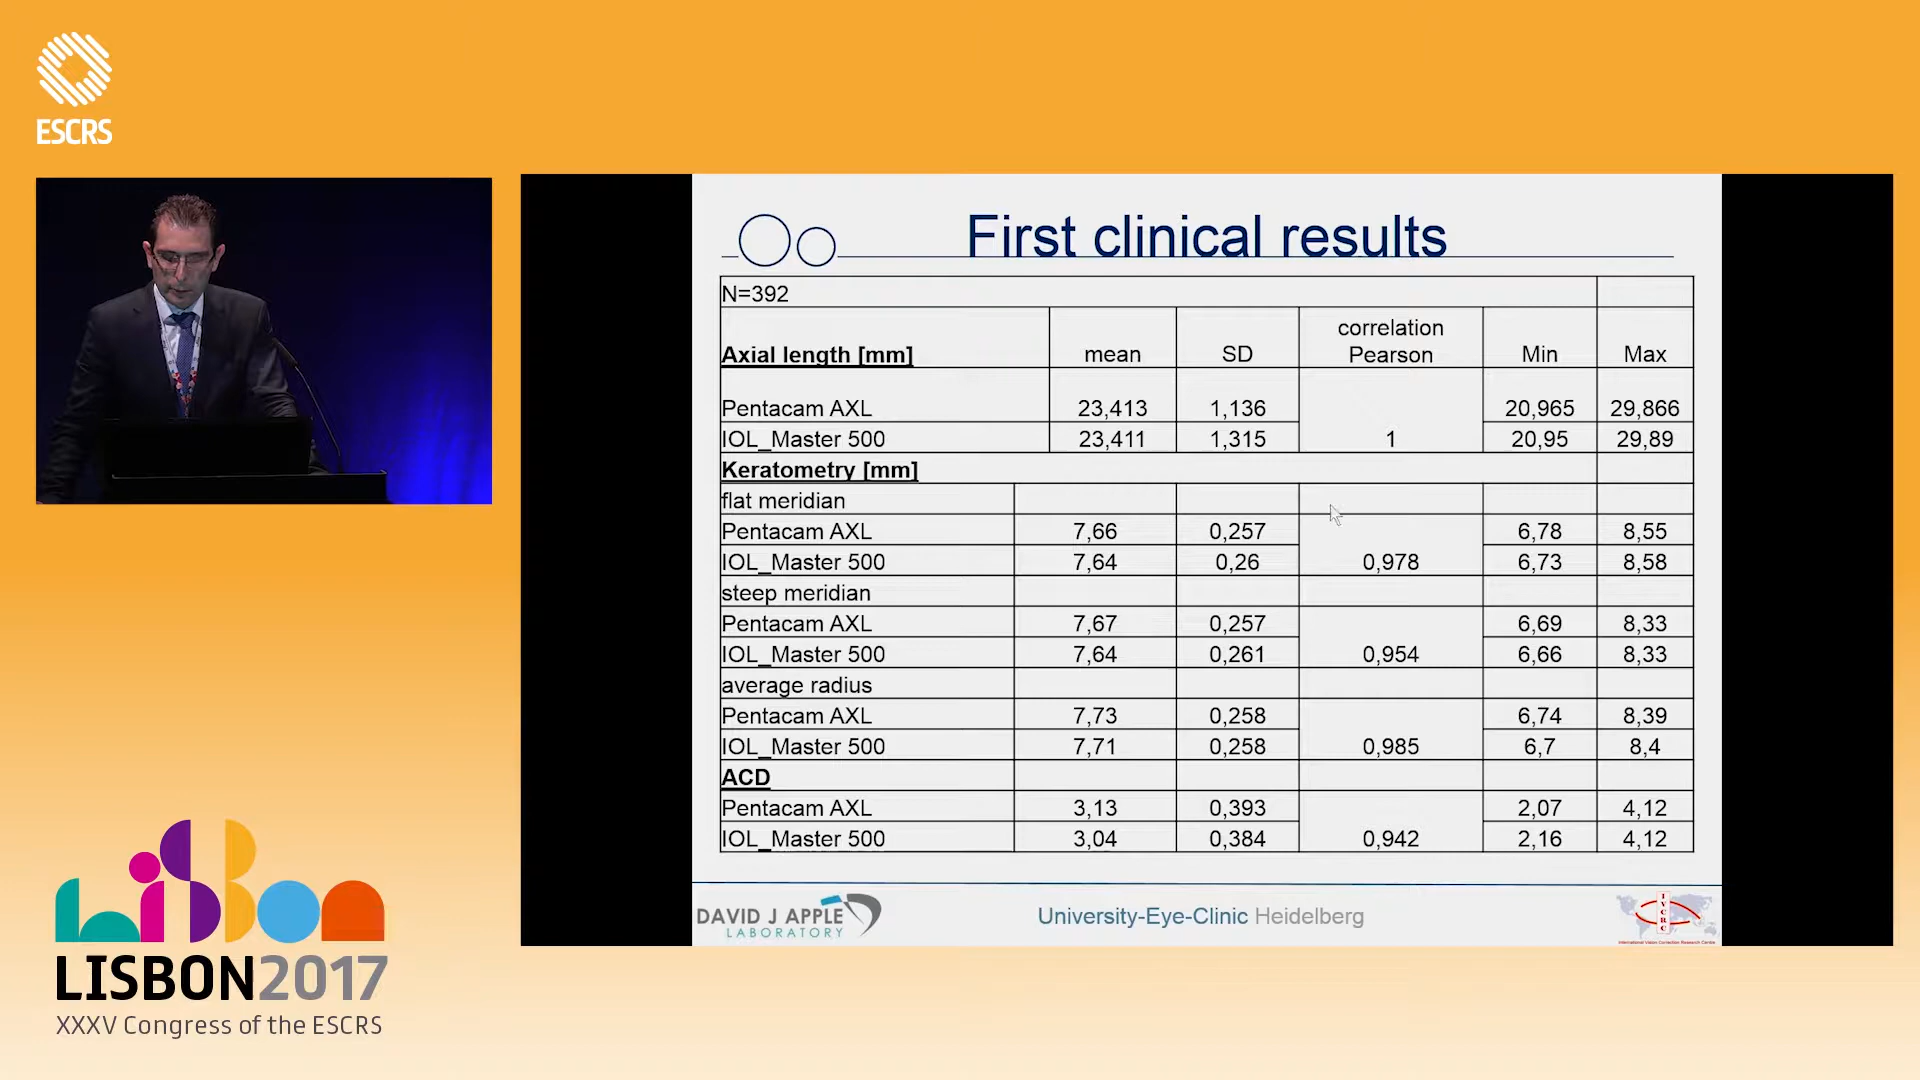 ESCRS
First clinical results
N=392
Axial length [mm] mean SD correlation Pearson Min Max
Pentacam AXL 23,413 1,136 20,965 29,866
IOL_Master 500 23,411 1,315 1 20,95 29,89
Keratometry [mm]
flat meridian
Pentacam AXL 7,66 0,257 6,78 8,55
IOL_Master 500 7,64 0,26 0,978 6,73 8,58
steep meridian
Pentacam AXL 7,67 0,257 6,69 8,33
IOL_Master 500 7,64 0,261 0,954 6,66 8,33
average radius
Pentacam AXL 7,73 0,258 6,74 8,39
IOL_Master 500 7,71 0,258 0,985 6,7 8,4
ACD
Pentacam AXL 3,13 0,393 2,07 4,12
IOL_Master 500 3,04 0,384 0,942 2,16 4,12
DAVID J APPLE
LABORATORY
University-Eye-Clinic Heidelberg
IVCRC
International Vision Correction Research Centre
LiSBon
LISBON2017
XXXV Congress of the ESCRS